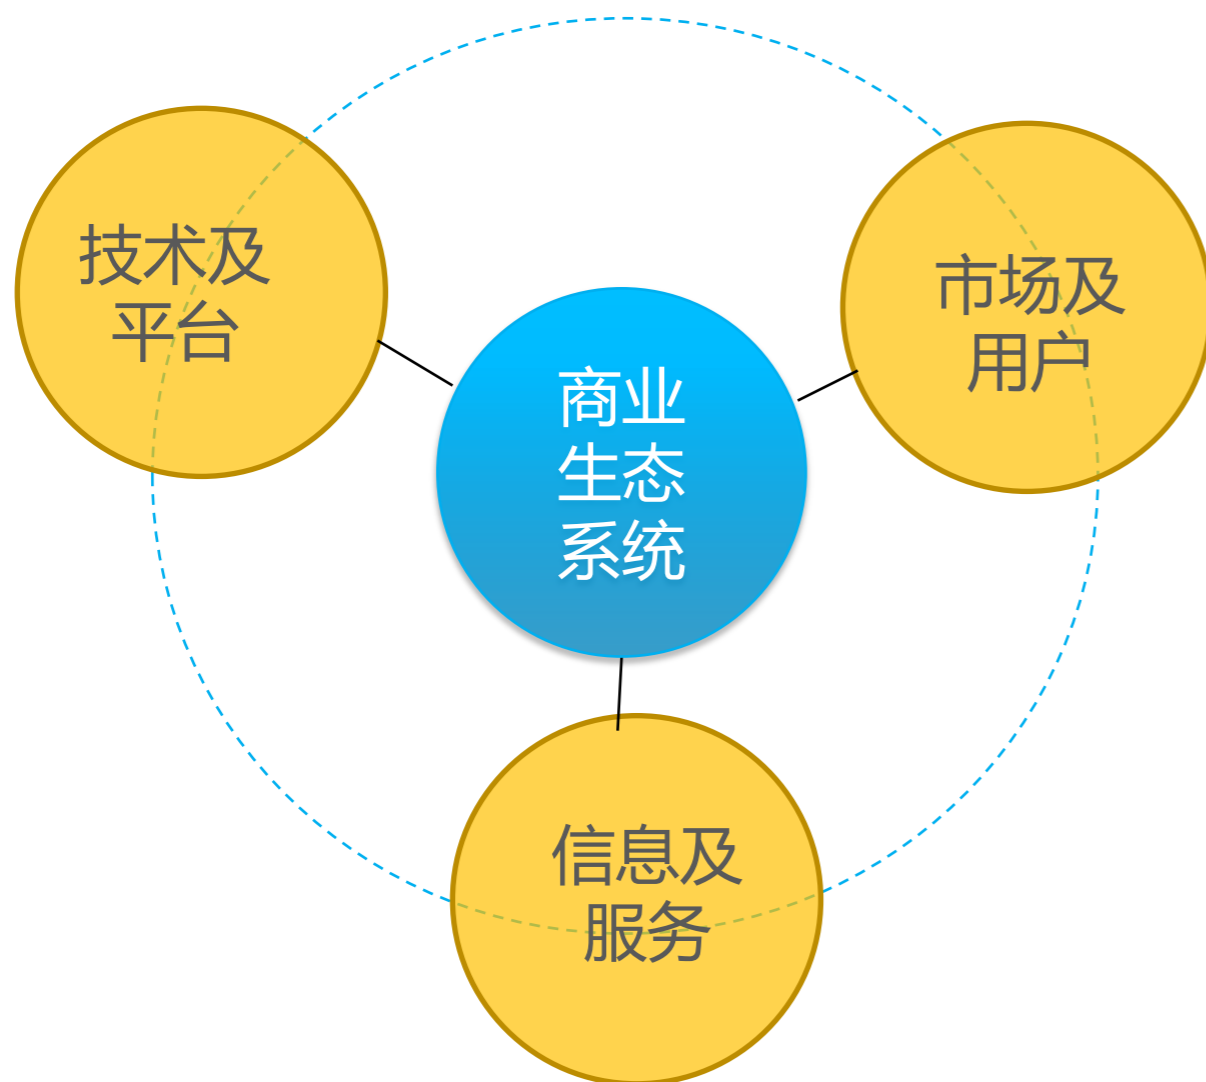 技术及
平台
市场及
用户
商业
生态
系统
信息及
服务